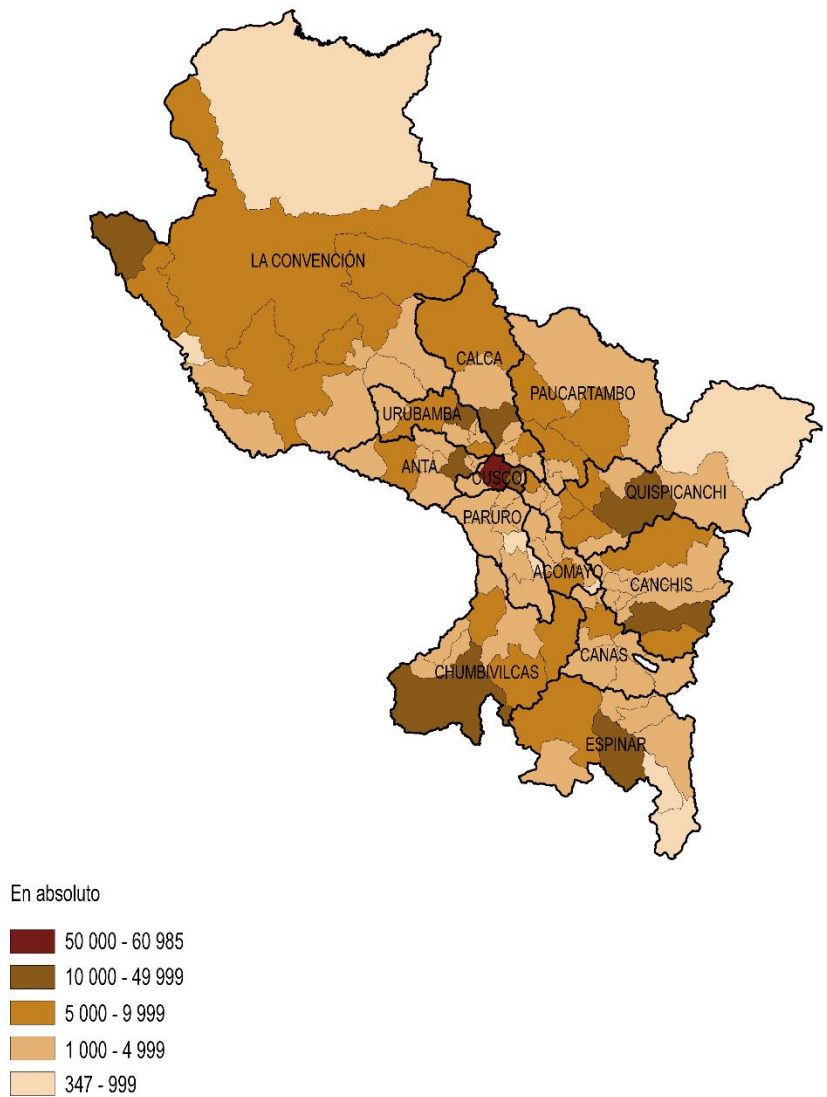 LA CONVENCIÓN
CALCA
PAUCARTAMBO
URUBAMBA
ANTA
CUSCO
QUISPICANCHI
PARURO
ACOMAYO
CANCHIS
CANAS
CHUMBIVILCAS
ESPINAR
En absoluto
50 000 - 60 985
10 000 - 49 999
5 000 - 9 999
1 000 - 4 999
347 - 999